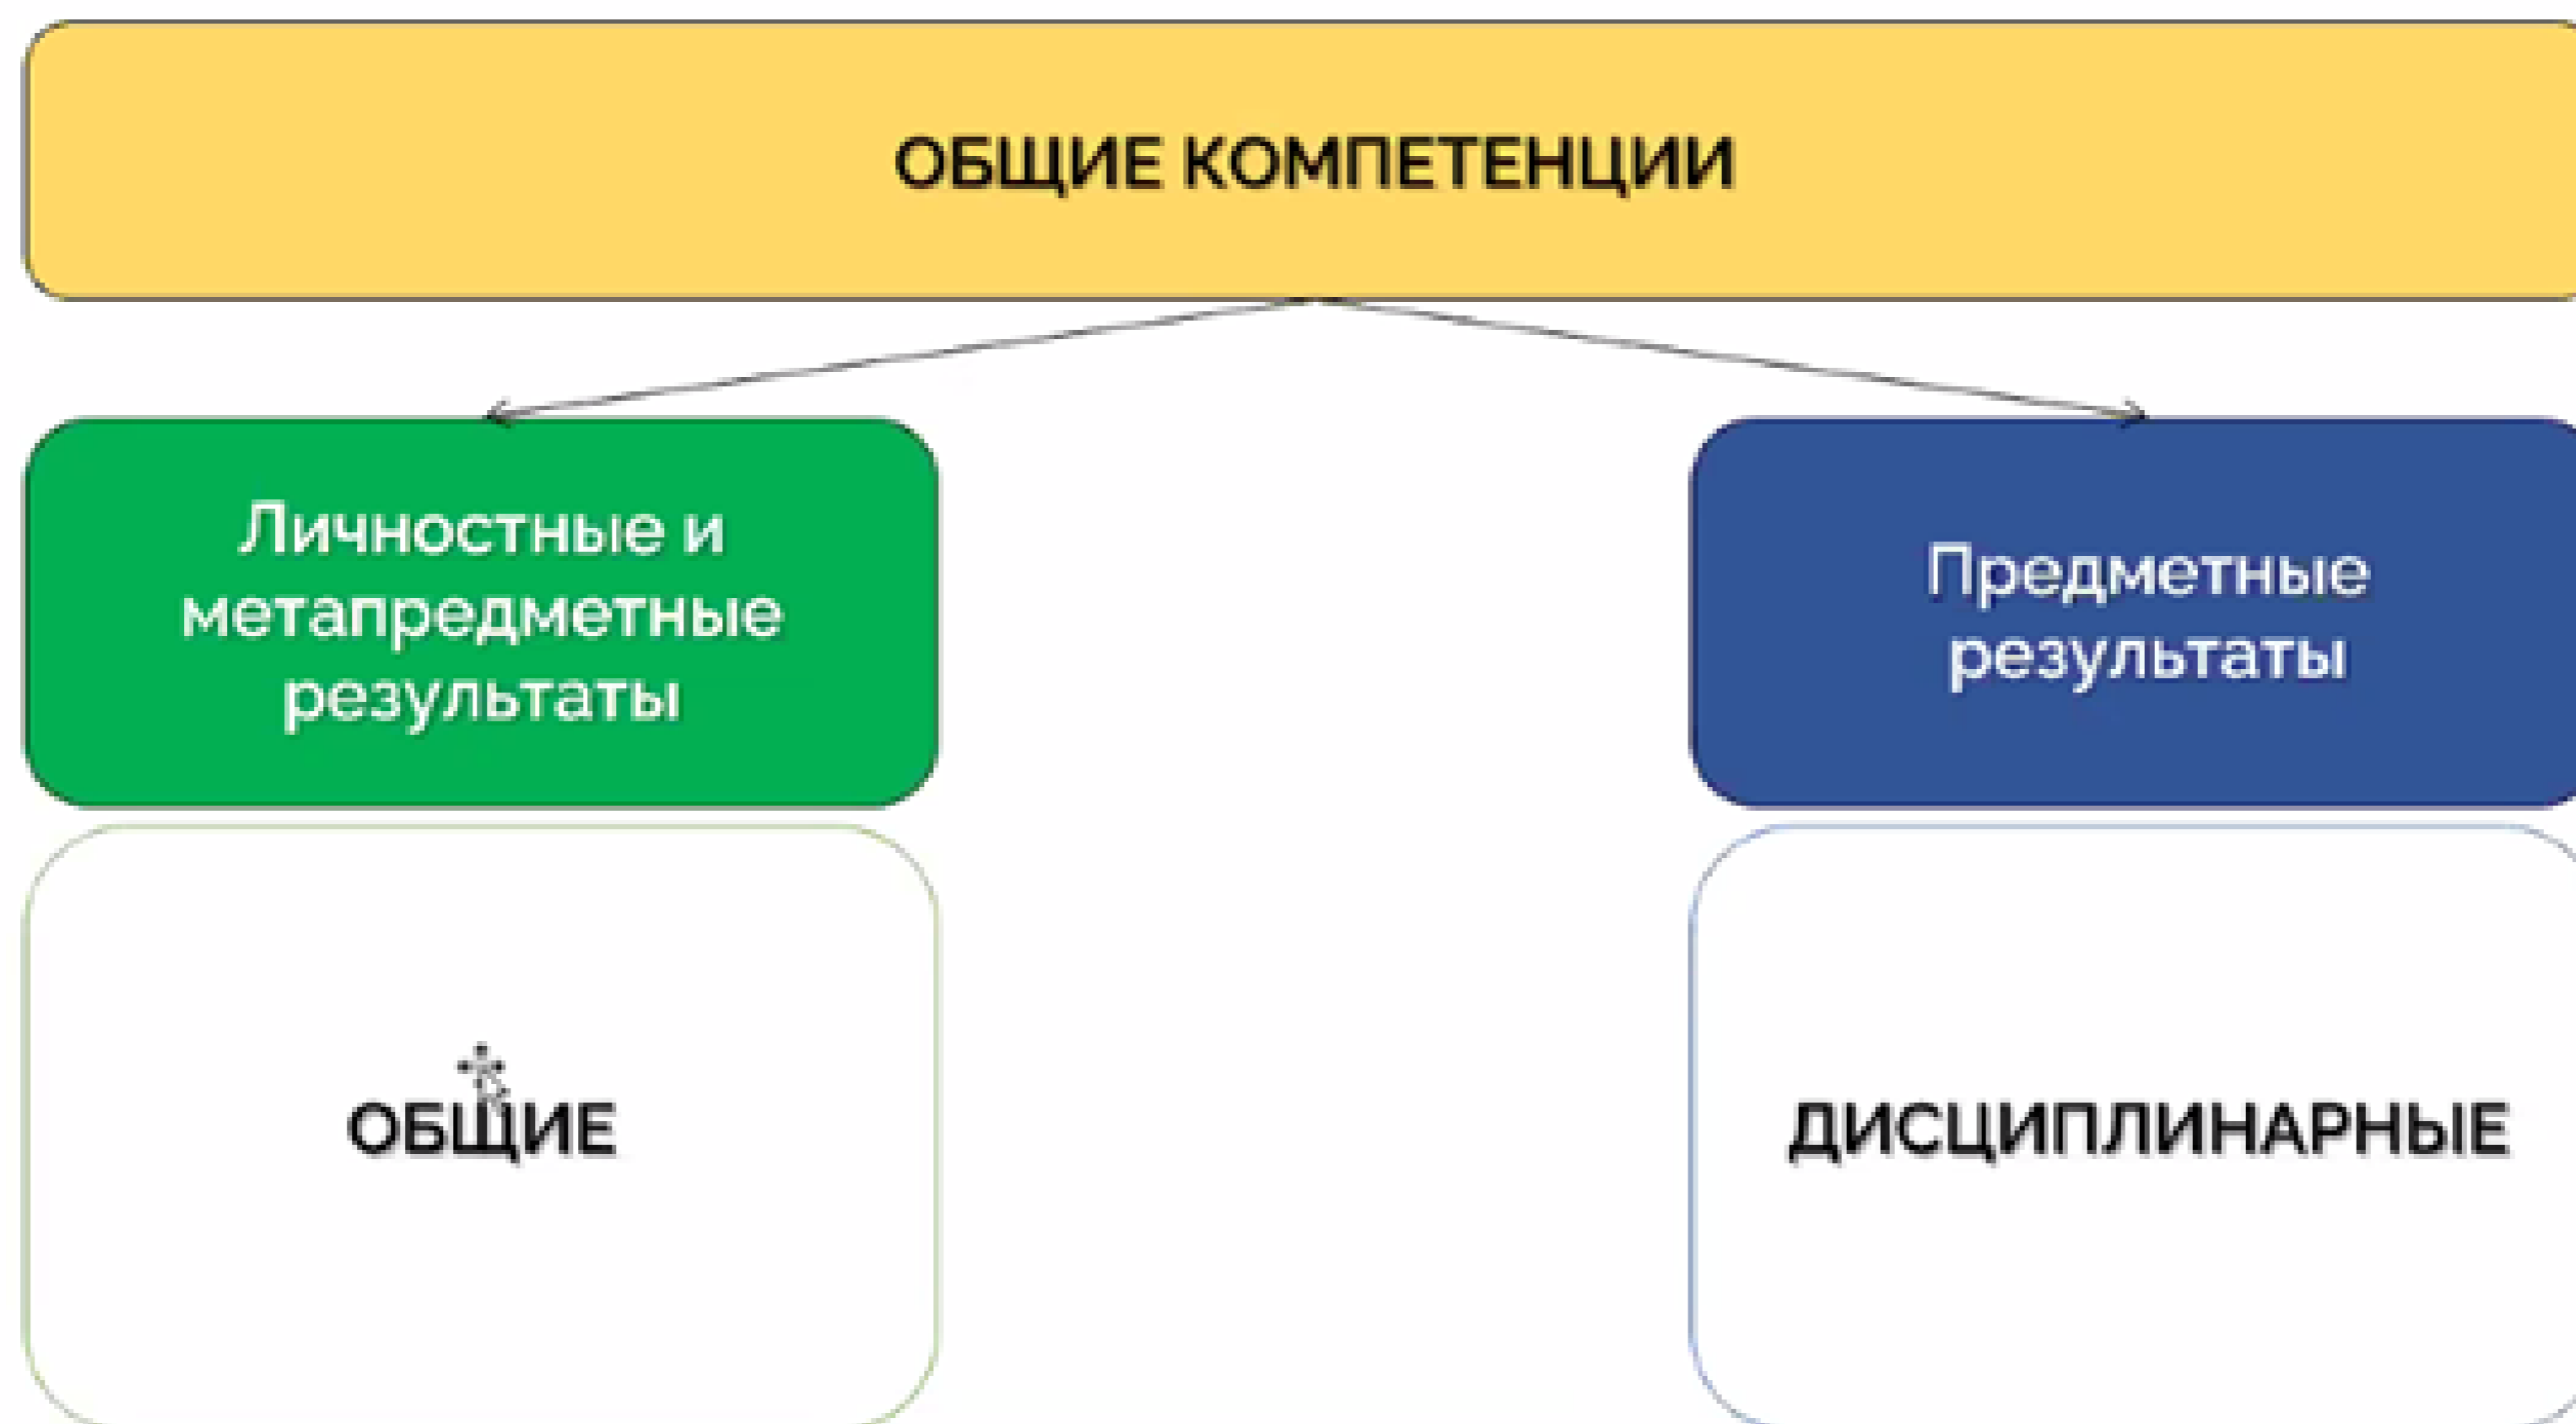 ОБЩИЕ КОМПЕТЕНЦИИ
Личностные и
метапредметные
результаты
Предметные
результаты
ОБЩИЕ
ДИСЦИПЛИНАРНЫЕ